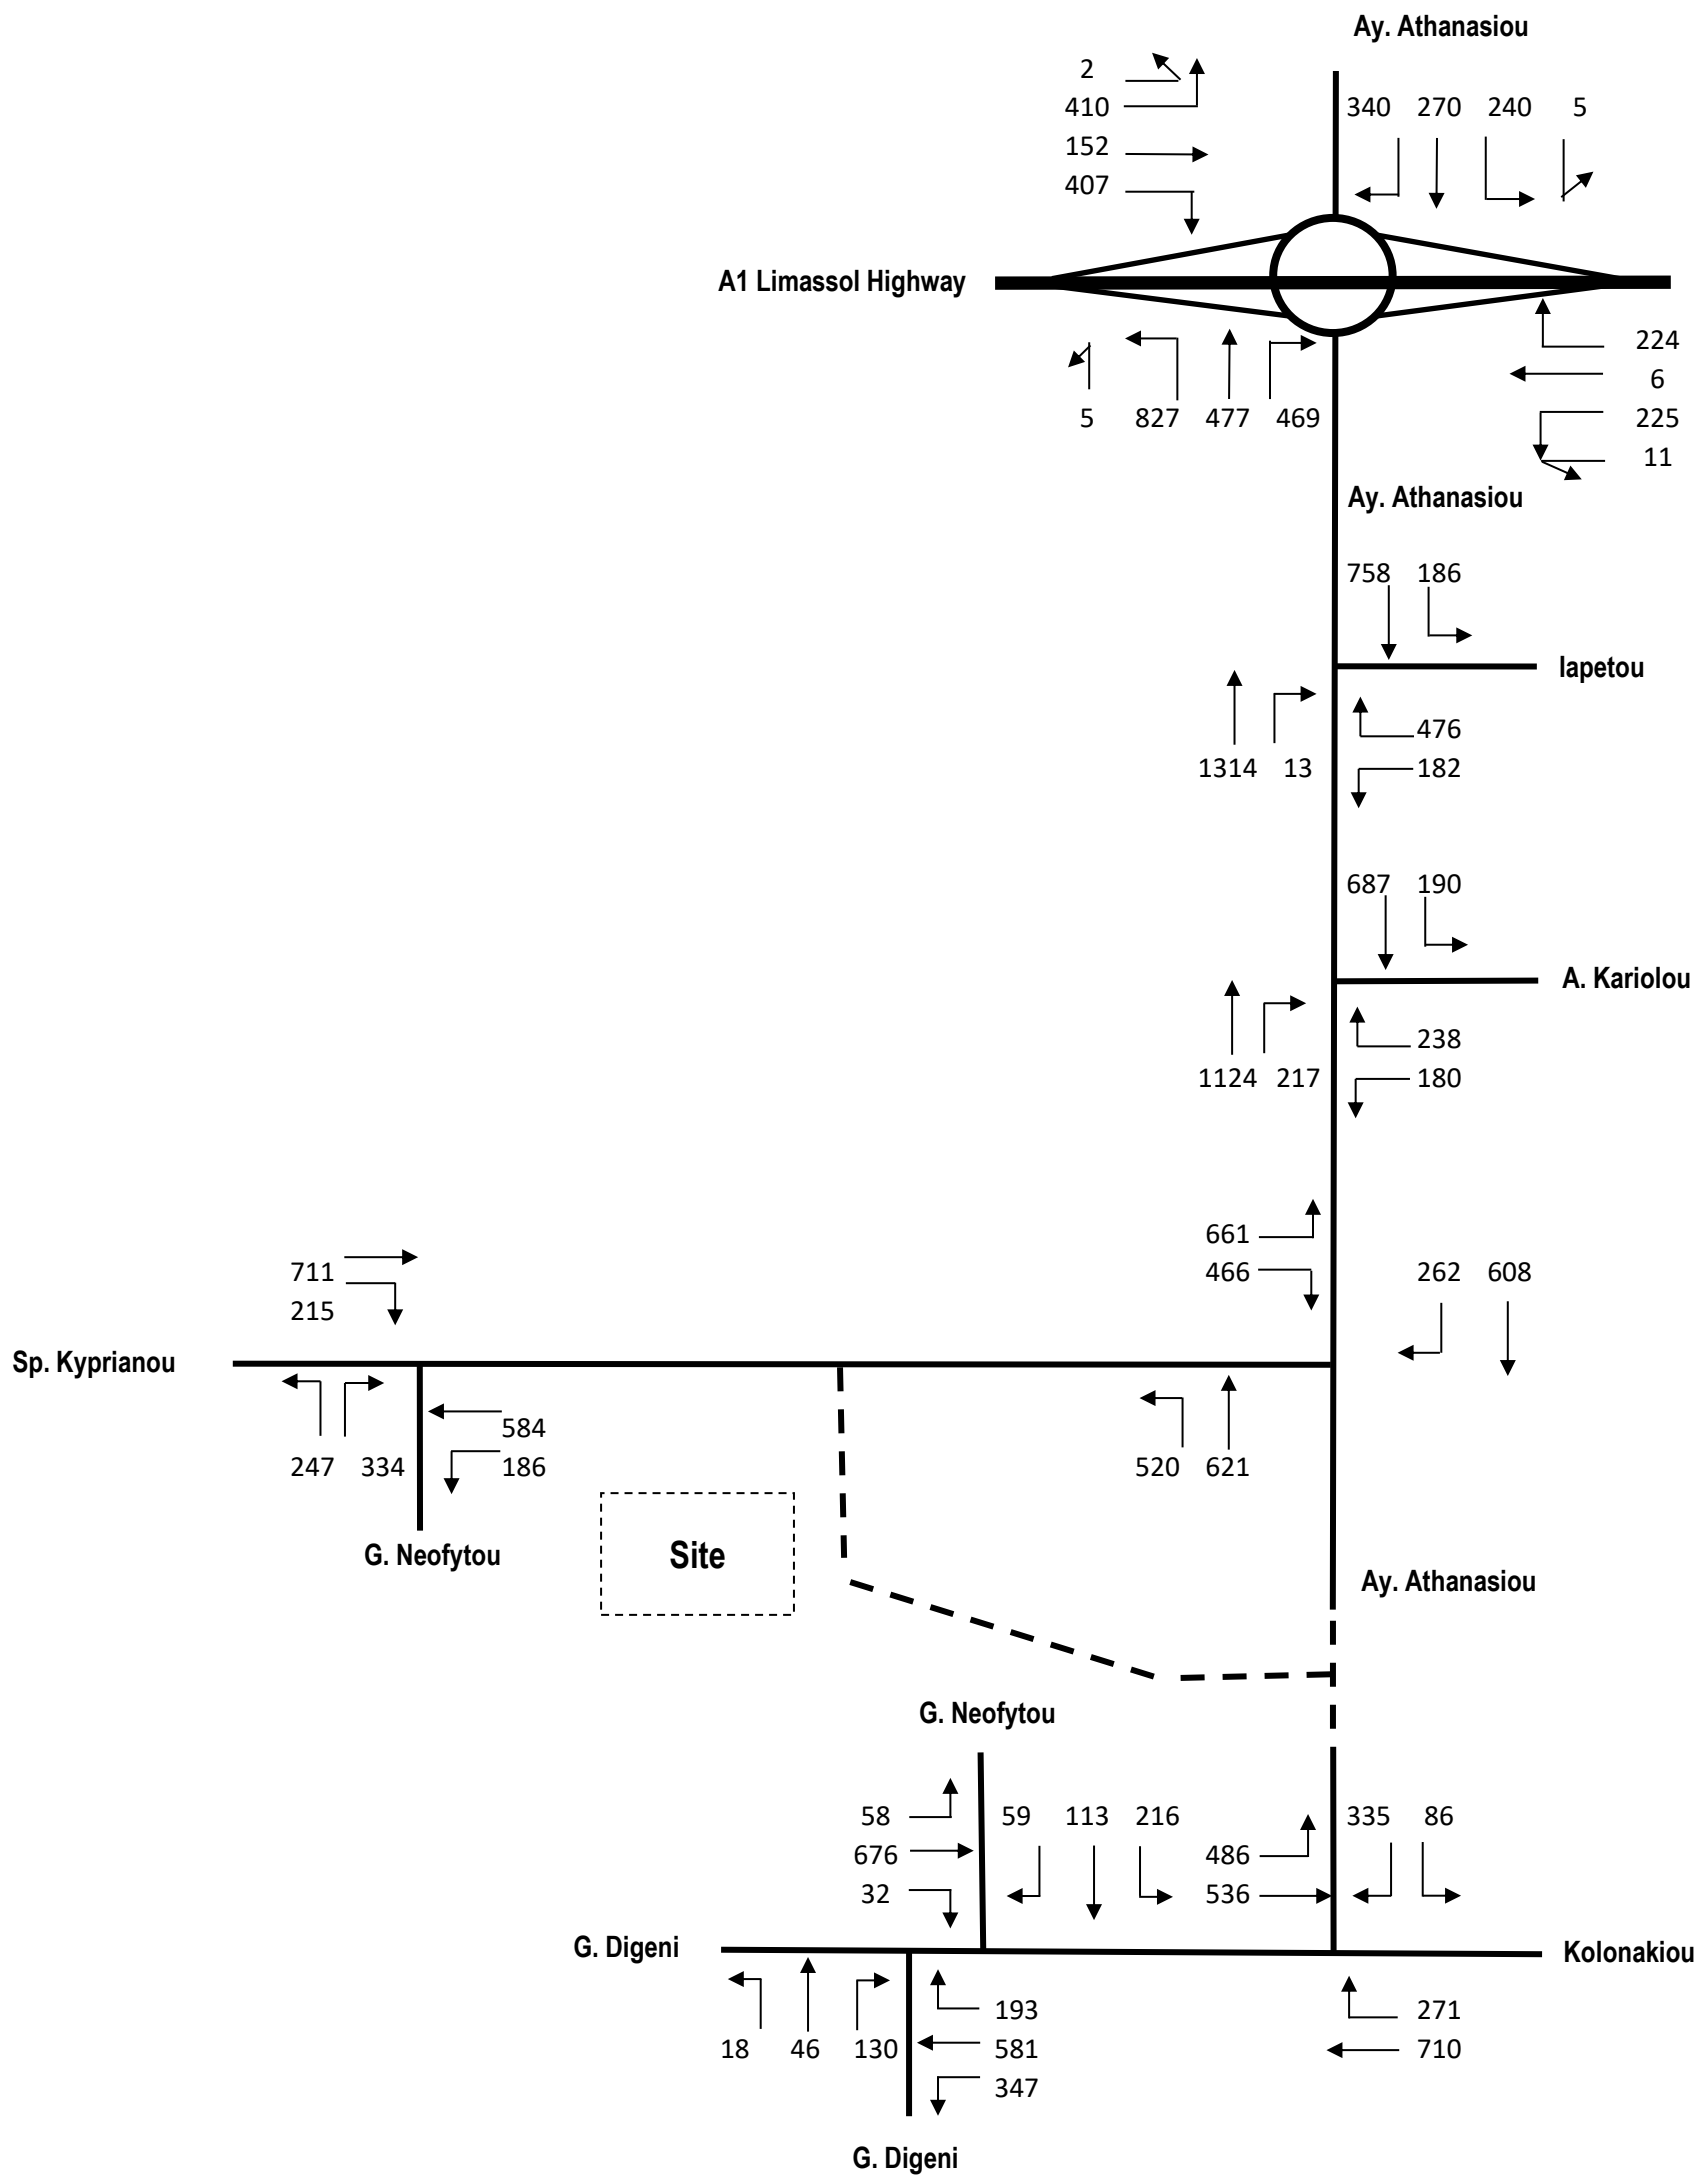 Ay. Athanasiou
2
410
152
407
340 270 240 5
A1 Limassol Highway
224
6
225
11
5 827 477 469
Ay. Athanasiou
758 186
Iapetou
476
182
1314 13
687 190
A. Kariolou
238
180
1124 217
661
466
262 608
711
215
Sp. Kyprianou
584
186
247 334
520 621
G. Neofytou
Site
Ay. Athanasiou
G. Neofytou
58
676
32
59 113 216
486
536
335 86
G. Digeni
Kolonakiou
18 46 130
193
581
347
271
710
G. Digeni